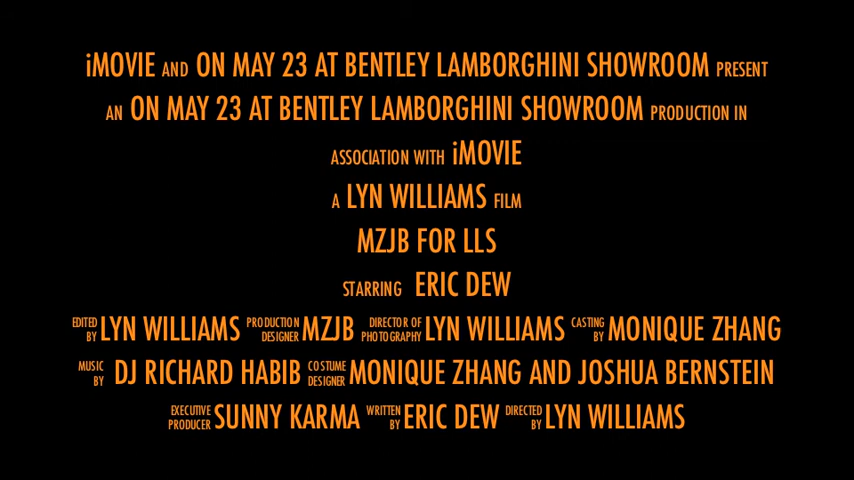 iMOVIE AND ON MAY 23 AT BENTLEY LAMBORGHINI SHOWROOM PRESENT
AN ON MAY 23 AT BENTLEY LAMBORGHINI SHOWROOM PRODUCTION IN
ASSOCIATION WITH iMOVIE
A LYN WILLIAMS FILM
MZJB FOR LLS
STARRING ERIC DEW
EDITED BY LYN WILLIAMS PRODUCTION DESIGNER MZJB DIRECTOR OF PHOTOGRAPHY LYN WILLIAMS CASTING BY MONIQUE ZHANG
MUSIC BY DJ RICHARD HABIB COSTUME DESIGNER MONIQUE ZHANG AND JOSHUA BERNSTEIN
EXECUTIVE PRODUCER SUNNY KARMA WRITTEN BY ERIC DEW DIRECTED BY LYN WILLIAMS